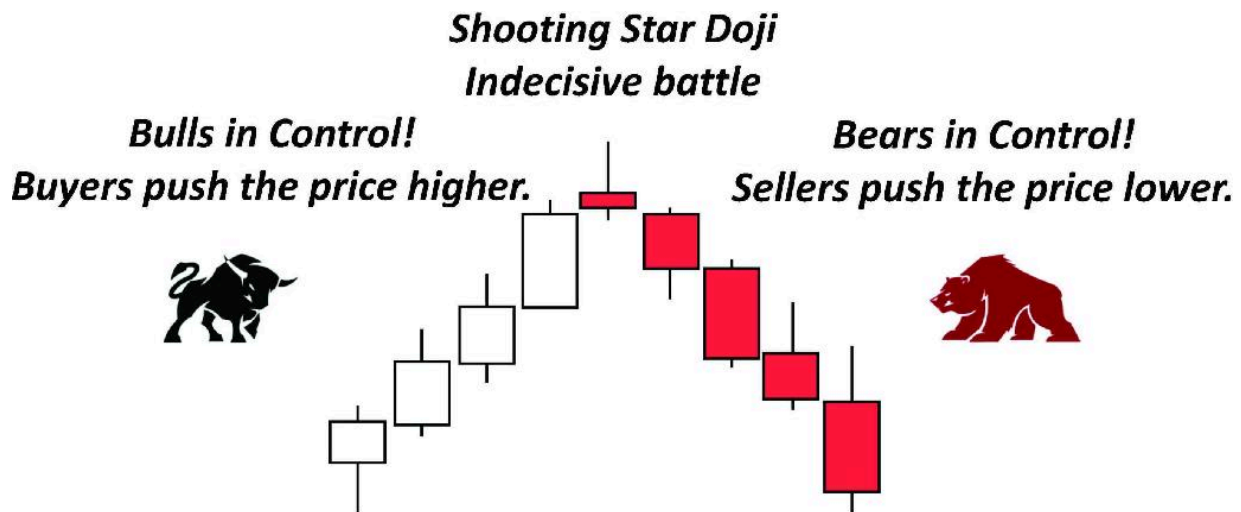 Shooting Star Doji
Indecisive battle
Bulls in Control!
Buyers push the price higher.
Bears in Control!
Sellers push the price lower.